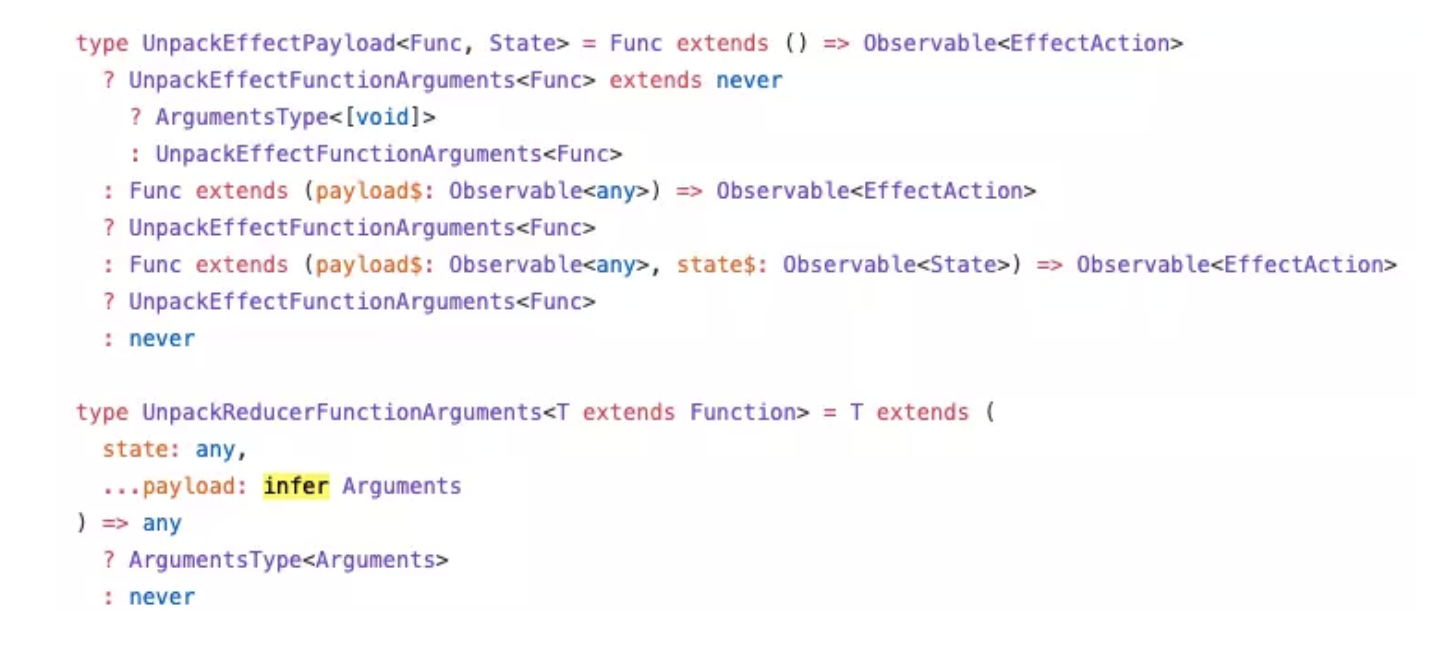 type UnpackEffectPayload<Func, State> = Func extends () => Observable<EffectAction>
  ? UnpackEffectFunctionArguments<Func> extends never
    ? ArgumentsType<[void]>
    : UnpackEffectFunctionArguments<Func>
  : Func extends (payload$: Observable<any>) => Observable<EffectAction>
  ? UnpackEffectFunctionArguments<Func>
  : Func extends (payload$: Observable<any>, state$: Observable<State>) => Observable<EffectAction>
  ? UnpackEffectFunctionArguments<Func>
  : never

type UnpackReducerFunctionArguments<T extends Function> = T extends (
  state: any,
  ...payload: infer Arguments
) => any
  ? ArgumentsType<Arguments>
  : never